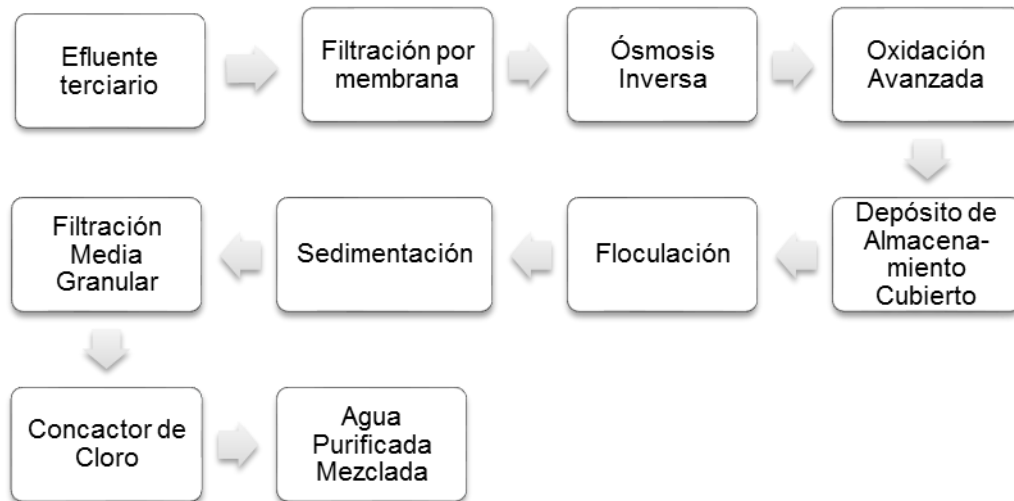 Efluente
terciario
Filtración por
membrana
Ósmosis
Inversa
Oxidación
Avanzada
Depósito de
Almacena-
miento
Cubierto
Floculación
Sedimentación
Filtración
Media
Granular
Concactor de
Cloro
Agua
Purificada
Mezclada